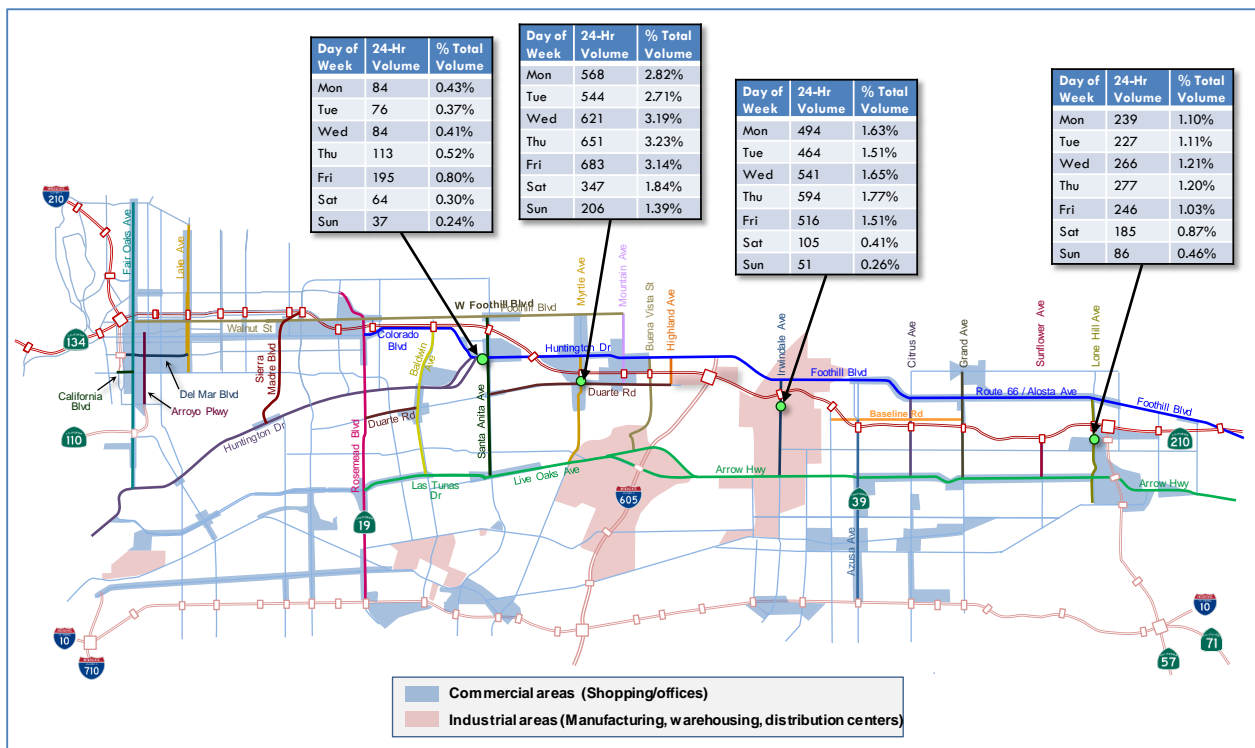 Day of Week 24-Hr Volume % Total Volume
Mon 84 0.43%
Tue 76 0.37%
Wed 84 0.41%
Thu 113 0.52%
Fri 195 0.80%
Sat 64 0.30%
Sun 37 0.24%
Day of Week 24-Hr Volume % Total Volume
Mon 568 2.82%
Tue 544 2.71%
Wed 621 3.19%
Thu 651 3.23%
Fri 683 3.14%
Sat 347 1.84%
Sun 206 1.39%
Day of Week 24-Hr Volume % Total Volume
Mon 494 1.63%
Tue 464 1.51%
Wed 541 1.65%
Thu 594 1.77%
Fri 516 1.51%
Sat 105 0.41%
Sun 51 0.26%
Day of Week 24-Hr Volume % Total Volume
Mon 239 1.10%
Tue 227 1.11%
Wed 266 1.21%
Thu 277 1.20%
Fri 246 1.03%
Sat 185 0.87%
Sun 86 0.46%
210
Fair Oaks Ave
Lake Ave
W Foothill Blvd
Foothill Blvd
Myrtle Ave
Mountain Ave
Buena Vista St
Highland Ave
Irwindale Ave
Citrus Ave
Grand Ave
Sunflower Ave
Lone Hill Ave
134
Walnut St
Colorado Blvd
Sierra Madre Blvd
Baldwin Ave
Huntington Dr
Duarte Rd
Foothill Blvd
Route 66 / Alosta Ave
Foothill Blvd
Baseline Rd
210
California Blvd
Del Mar Blvd
Arroyo Pkwy
110
Huntington Dr
Duarte Rd
Rosemead Blvd
Santa Anita Ave
Las Tunas Dr
Live Oaks Ave
Arrow Hwy
Arrow Hwy
19
605
39
Azusa Ave
10
710
10
71
57
Commercial areas (Shopping/offices)
Industrial areas (Manufacturing, warehousing, distribution centers)